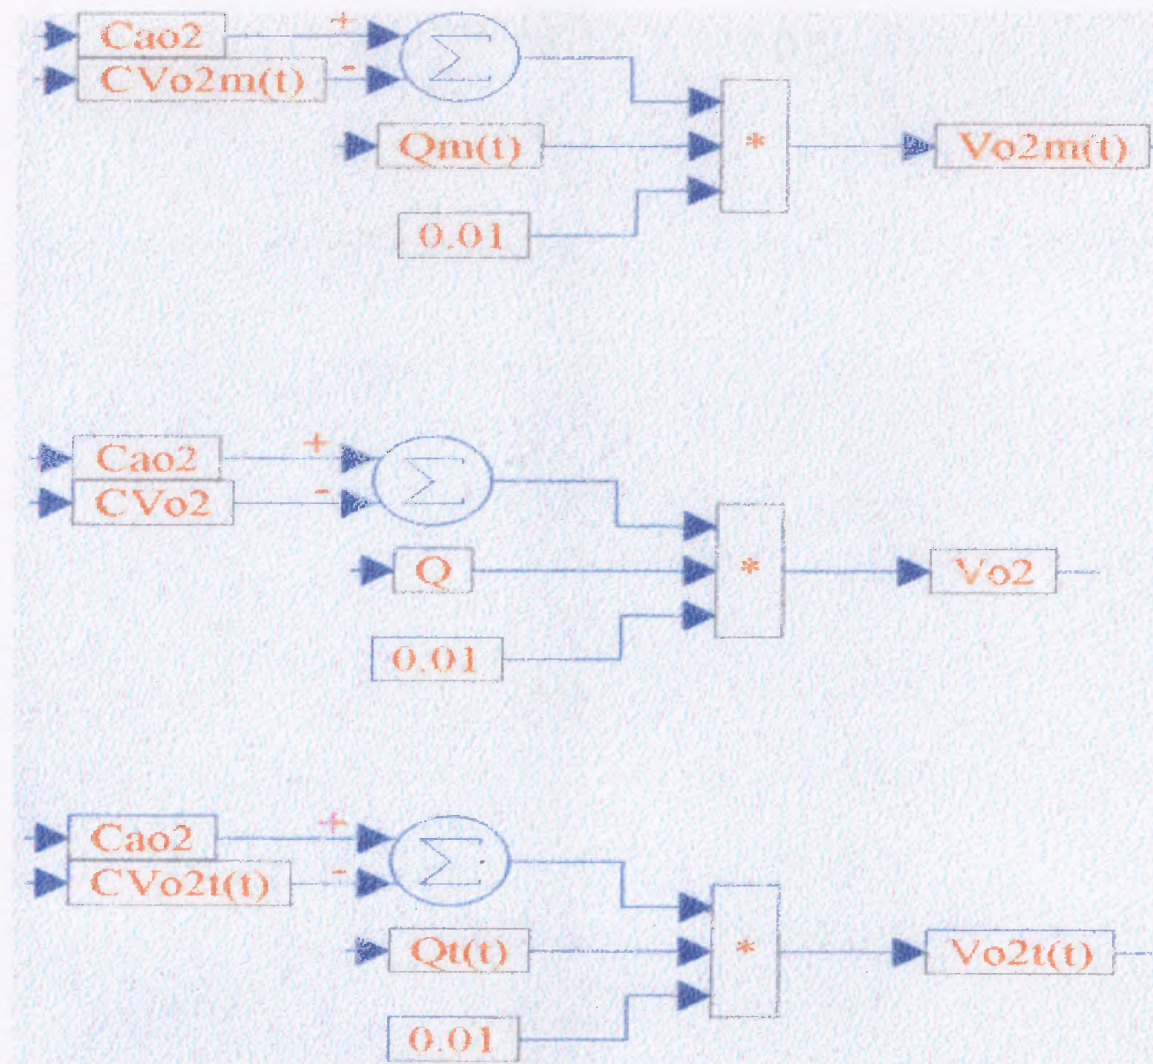 Cao2 +
CVo2m(t) - Σ
Qm(t) * Vo2m(t)
0.01
Cao2 +
CVo2 - Σ
Q * Vo2
0.01
Cao2 +
CVo2t(t) - Σ
Qt(t) * Vo2t(t)
0.01